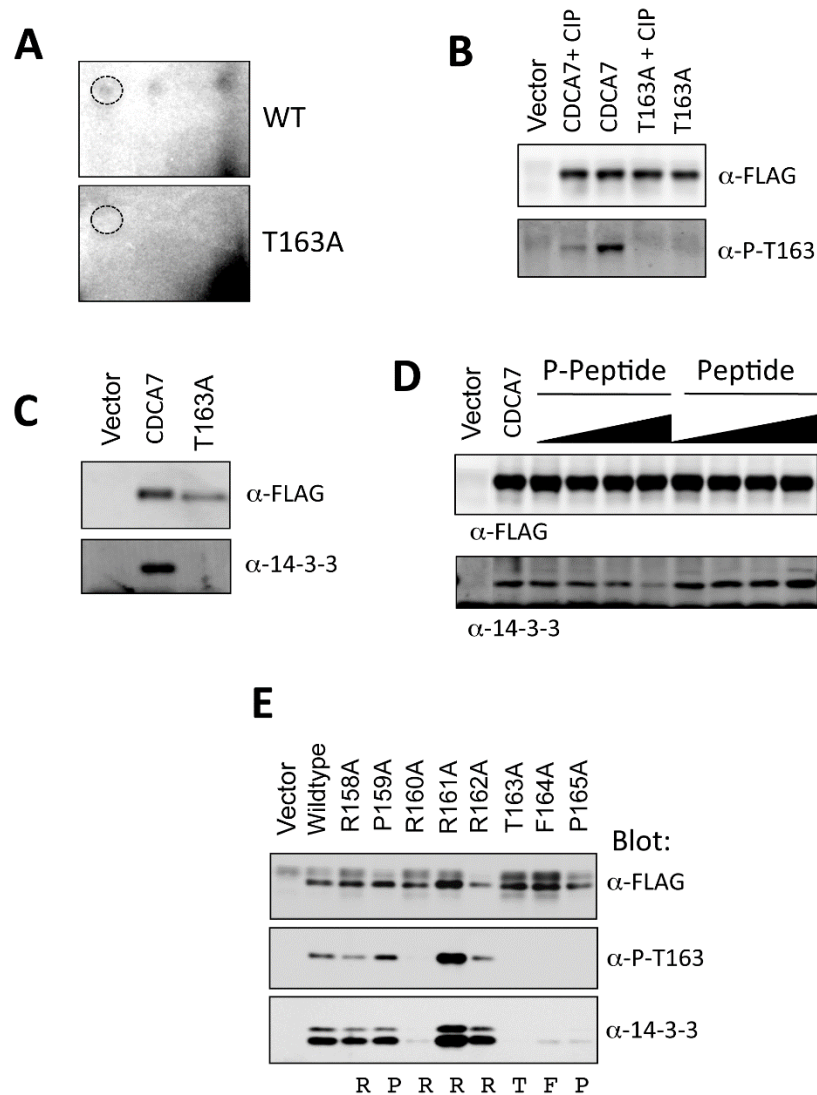 A
WT
T163A
B
Vector
CDCA7+ CIP
CDCA7
T163A + CIP
T163A
α-FLAG
α-P-T163
C
Vector
CDCA7
T163A
α-FLAG
α-14-3-3
D
Vector
CDCA7
P-Peptide
Peptide
α-FLAG
α-14-3-3
E
Vector
Wildtype
R158A
P159A
R160A
R161A
R162A
T163A
F164A
P165A
Blot:
α-FLAG
α-P-T163
α-14-3-3
R P R R R T F P